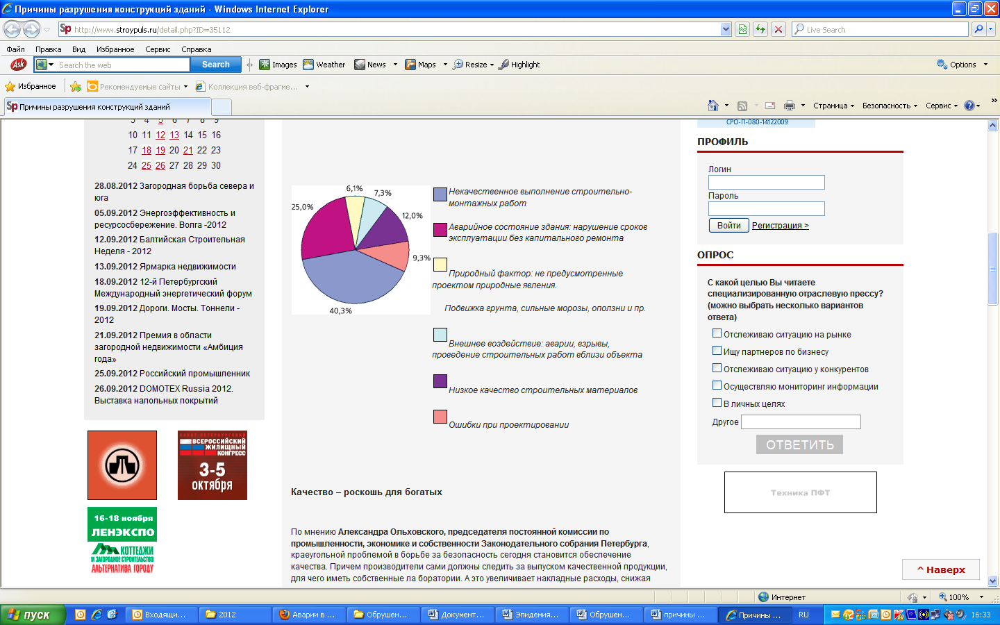 Причины разрушения конструкций зданий - Windows Internet Explorer
http://www.stroypuls.ru/detail.php?ID=35112
Live Search
Файл Правка Вид Избранное Сервис Справка
Ask Search the web Search Images Weather News Maps Resize Highlight Options
Избранное Рекомендуемые сайты Коллекция веб-фрагме...
Sp Причины разрушения конструкций зданий
Страница Безопасность Сервис
3 4 5 6 7 8 9
10 11 12 13 14 15 16
17 18 19 20 21 22 23
24 25 26 27 28 29 30
28.08.2012 Загородная борьба севера и
юга
05.09.2012 Энергоэффективность и
ресурсосбережение. Волга -2012
12.09.2012 Балтийская Строительная
Неделя - 2012
13.09.2012 Ярмарка недвижимости
18.09.2012 12-й Петербургский
Международный энергетический форум
19.09.2012 Дороги. Мосты. Тоннели -
2012
21.09.2012 Премия в области
загородной недвижимости «Амбиция
года»
25.09.2012 Российский промышленник
26.09.2012 DOMOTEX Russia 2012.
Выставка напольных покрытий
САНКТ-ПЕТЕРБУРГСКИЙ
ВСЕРОССИЙСКИЙ
ЖИЛИЩНЫЙ
КОНГРЕСС
3-5
октября
16-18 ноября
ЛЕНЭКСПО
КОТТЕДЖИ
И ЗАГОРОДНОЕ СТРОИТЕЛЬСТВО
АЛЬТЕРНАТИВА ГОРОДУ
6,1%
7,3%
25,0%
12,0%
9,3%
40,3%
Некачественное выполнение строительно-
монтажных работ
Аварийное состояние здания: нарушение сроков
эксплуатации без капитального ремонта
Природный фактор: не предусмотренные
проектом природные явления.
Подвижка грунта, сильные морозы, оползни и пр.
Внешнее воздействие: аварии, взрывы,
проведение строительных работ вблизи объекта
Низкое качество строительных материалов
Ошибки при проектировании
Качество – роскошь для богатых
По мнению Александра Ольховского, председателя постоянной комиссии по
промышленности, экономике и собственности Законодательного собрания Петербурга,
краеугольной проблемой в борьбе за безопасность сегодня становится обеспечение
качества. Причем производители сами должны следить за выпуском качественной продукции,
для чего иметь собственные ла боратории. А это увеличивает накладные расходы, снижая
СРО-П-080-14122009
ПРОФИЛЬ
Логин
Пароль
Войти Регистрация >
ОПРОС
С какой целью Вы читаете
специализированную отраслевую прессу?
(можно выбрать несколько вариантов
ответа)
Отслеживаю ситуацию на рынке
Ищу партнеров по бизнесу
Отслеживаю ситуацию у конкурентов
Осуществляю мониторинг информации
В личных целях
Другое
ОТВЕТИТЬ
Техника ПФТ
^ Наверх
Интернет 100%
пуск Входящи... 2012 Аварии в ... Обрушен... Документ... Эпидемия... Обрушен... причины ... Причины ... RU 16:33